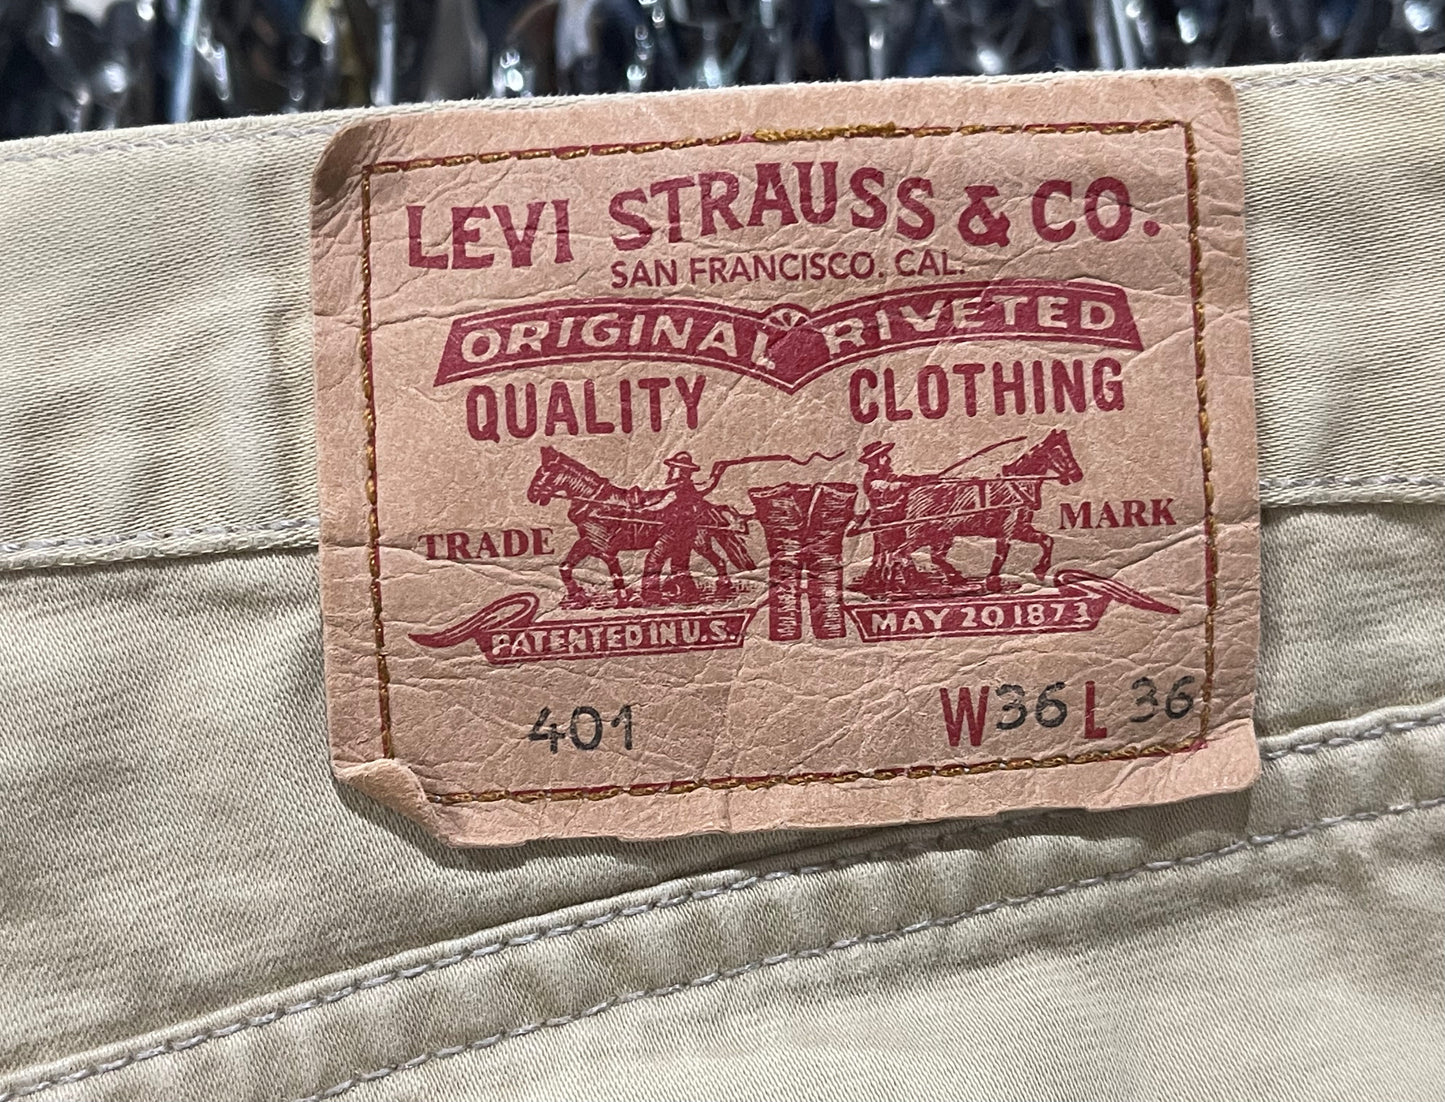 LEVI STRAUSS & CO.
SAN FRANCISCO, CAL.
ORIGINAL RIVETED
QUALITY CLOTHING
TRADE MARK
PATENTED IN U.S. MAY 20 1873
401 W36 L 36